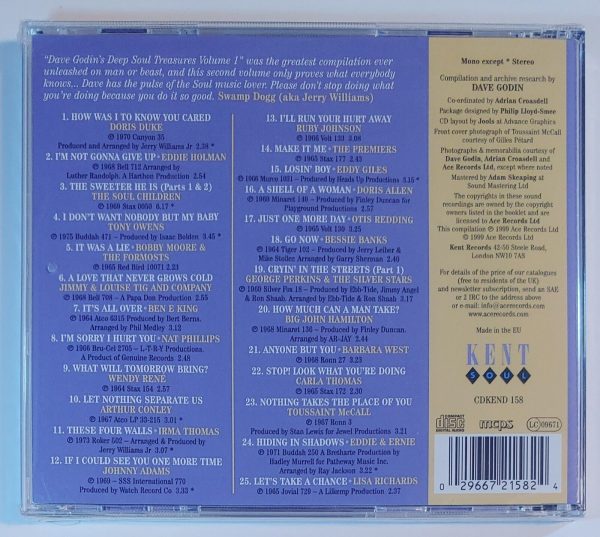 "Dave Godin's Deep Soul Treasures Volume 1" was the greatest compilation ever
unleashed on man or beast, and this second volume only proves what everybody
knows... Dave has the pulse of the Soul music lover. Please don't stop doing what
you're doing because you do it so good. Swamp Dogg (aka Jerry Williams)
1. HOW WAS I TO KNOW YOU CARED
DORIS DUKE
℗ 1970 Canyon 35
Produced and Arranged by Jerry Williams Jr 2.38 *
2. I'M NOT GONNA GIVE UP • EDDIE HOLMAN
℗ 1968 Bell 712 Arranged by
Luther Randolph. A Harthon Production 2.60
3. THE SWEETER HE IS (Parts 1 & 2)
THE SOUL CHILDREN
℗ 1969 Stax 0050 6.17 *
4. I DON'T WANT NOBODY BUT MY BABY
TONY OWENS
℗ 1975 Buddah 471 – Produced by Isaac Bolden 3.45 *
5. IT WAS A LIE • BOBBY MOORE &
THE FORMOSTS
℗ 1965 Red Bird 10071 2.21
6. A LOVE THAT NEVER GROWS COLD
JIMMY & LOUISE TIG AND COMPANY
℗ 1968 Bell 708 – A Papa Don Production 2.55
7. IT'S ALL OVER • BEN E KING
℗ 1964 Atco 6315 Produced by Bert Berns.
Arranged by Phil Medley 3.12
8. I'M SORRY I HURT YOU • NAT PHILLIPS
℗ 1966 Bru-Cel 2705 – L-T-R-Y Productions.
A Product of Genuine Records 2.48
9. WHAT WILL TOMORROW BRING?
WENDY RENE
℗ 1964 Stax 154 2.57
10. LET NOTHING SEPARATE US
ARTHUR CONLEY
℗ 1967 Atco LP 33-215 3.01 *
11. THESE FOUR WALLS • IRMA THOMAS
℗ 1973 Roker 502 – Arranged & Produced by
Jerry Williams Jr 3.07 *
12. IF I COULD SEE YOU ONE MORE TIME
JOHNNY ADAMS
℗ 1969 – SSS International 770
Produced by Watch Record Co 3.33 *
13. I'LL RUN YOUR HURT AWAY
RUBY JOHNSON
℗ 1966 Volt 133 3.08
14. MAKE IT ME • THE PREMIERS
℗ 1965 Stax 177 2.43
15. LOSIN' BOY • EDDY GILES
℗ 1966 Murco 1031 – Produced by Heads Up Productions 3.15 *
16. A SHELL OF A WOMAN • DORIS ALLEN
℗ 1968 Minaret 140 – Produced by Finley Duncan for
Playground Productions 2.57
17. JUST ONE MORE DAY • OTIS REDDING
℗ 1965 Volt 130 3.25
18. GO NOW • BESSIE BANKS
℗ 1964 Tiger 102 – Produced by Jerry Leiber &
Mike Stoller. Arranged by Garry Sherman 2.40
19. CRYIN' IN THE STREETS (Part 1)
GEORGE PERKINS & THE SILVER STARS
℗ 1969 Silver Fox 18 – Produced by Ebb-Tide, Jimmy Angel
& Ron Shaab. Arranged by Ebb-Tide & Ron Shaab 3.17
20. HOW MUCH CAN A MAN TAKE?
BIG JOHN HAMILTON
℗ 1968 Minaret 136 – Produced by Finley Duncan.
Arranged by AR-JAY 2.44
21. ANYONE BUT YOU • BARBARA WEST
℗ 1968 Ronn 27 3.23
22. STOP! LOOK WHAT YOU'RE DOING
CARLA THOMAS
℗ 1965 Stax 172 2.30
23. NOTHING TAKES THE PLACE OF YOU
TOUSSAINT McCALL
℗ 1967 Ronn 3
Produced by Stan Lewis for Jewel Productions 3.21
24. HIDING IN SHADOWS • EDDIE & ERNIE
℗ 1971 Buddah 250 A Bresharte Production by
Hadley Murrell for Pathway Music Inc.
Arranged by Ray Jackson 3.22 *
25. LET'S TAKE A CHANCE • LISA RICHARDS
℗ 1965 Jovial 729 – A Likemp Production 2.37
Mono except * Stereo
Compilation and archive research by
DAVE GODIN
Co-ordinated by Adrian Croasdell
Package designed by Philip Lloyd-Smee
CD layout by Jools at Advance Graphics
Front cover photograph of Toussaint McCall
courtesy of Gilles Pétard
Photographs & memorabilia courtesy of
Dave Godin, Adrian Croasdell and
Ace Records Ltd, except where noted
Mastered by Adam Skeaping at
Sound Mastering Ltd
The copyrights in these sound
recordings are owned by the copyright
owners listed in the booklet and are
licensed to Ace Records Ltd
This compilation ℗ 1999 Ace Records Ltd
© 1999 Ace Records Ltd
Kent Records 42-50 Steele Road,
London NW10 7AS
For details of the price of our catalogues
(free to residents of the UK)
and newsletter subscription, send an SAE
or 2 IRC to the address above or
e-mail: info@acerecords.com
www.acerecords.com
Made in the EU
KENT
SOUL
CDKEND 158
COMPACT
disc
DIGITAL AUDIO
mcps
LC 09671
0 29667 21582 4